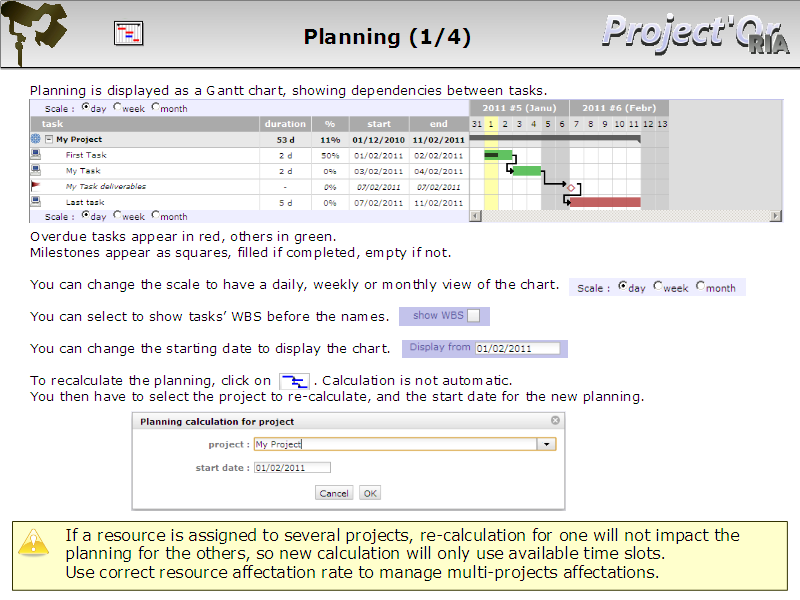 Planning (1/4)
Project'Or
RIA
Planning is displayed as a Gantt chart, showing dependencies between tasks.
Scale : day week month
2011 #5 (Janu) 2011 #6 (Febr)
task duration % start end 31 1 2 3 4 5 6 7 8 9 10 11 12 13
My Project 53 d 11% 01/12/2010 11/02/2011
First Task 2 d 50% 01/02/2011 02/02/2011
My Task 2 d 0% 03/02/2011 04/02/2011
My Task deliverables - 0% 07/02/2011 07/02/2011
Last task 5 d 0% 07/02/2011 11/02/2011
Scale : day week month
Overdue tasks appear in red, others in green.
Milestones appear as squares, filled if completed, empty if not.
You can change the scale to have a daily, weekly or monthly view of the chart. Scale : day week month
You can select to show tasks' WBS before the names. show WBS
You can change the starting date to display the chart. Display from 01/02/2011
To recalculate the planning, click on . Calculation is not automatic.
You then have to select the project to re-calculate, and the start date for the new planning.
Planning calculation for project
project : My Project
start date : 01/02/2011
Cancel OK
If a resource is assigned to several projects, re-calculation for one will not impact the
planning for the others, so new calculation will only use available time slots.
Use correct resource affectation rate to manage multi-projects affectations.